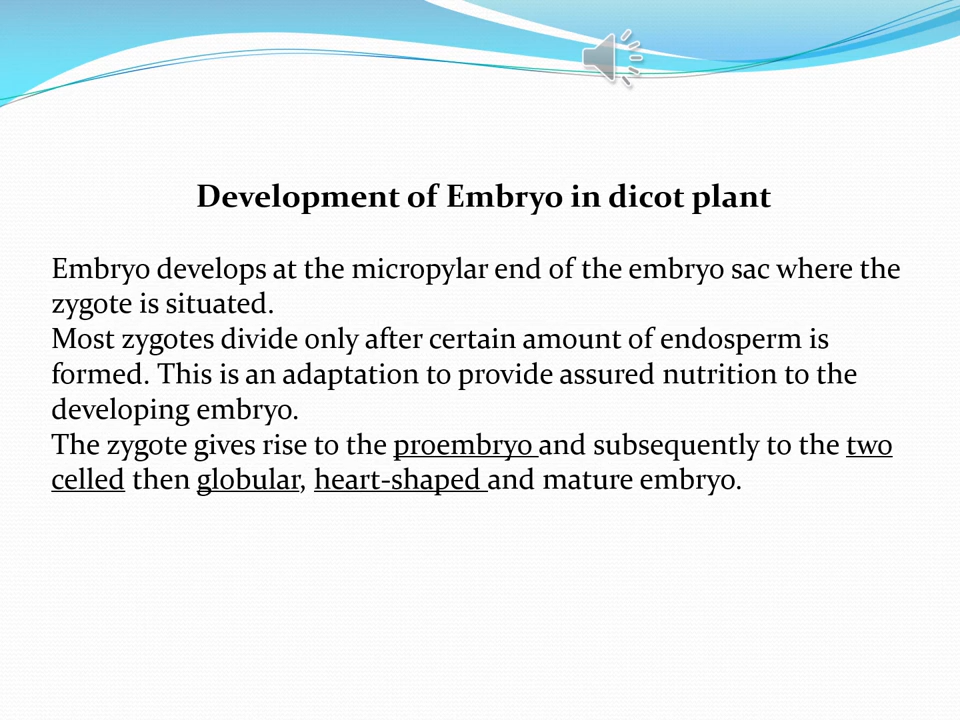 Development of Embryo in dicot plant
Embryo develops at the micropylar end of the embryo sac where the
zygote is situated.
Most zygotes divide only after certain amount of endosperm is
formed. This is an adaptation to provide assured nutrition to the
developing embryo.
The zygote gives rise to the proembryo and subsequently to the two
celled then globular, heart-shaped and mature embryo.